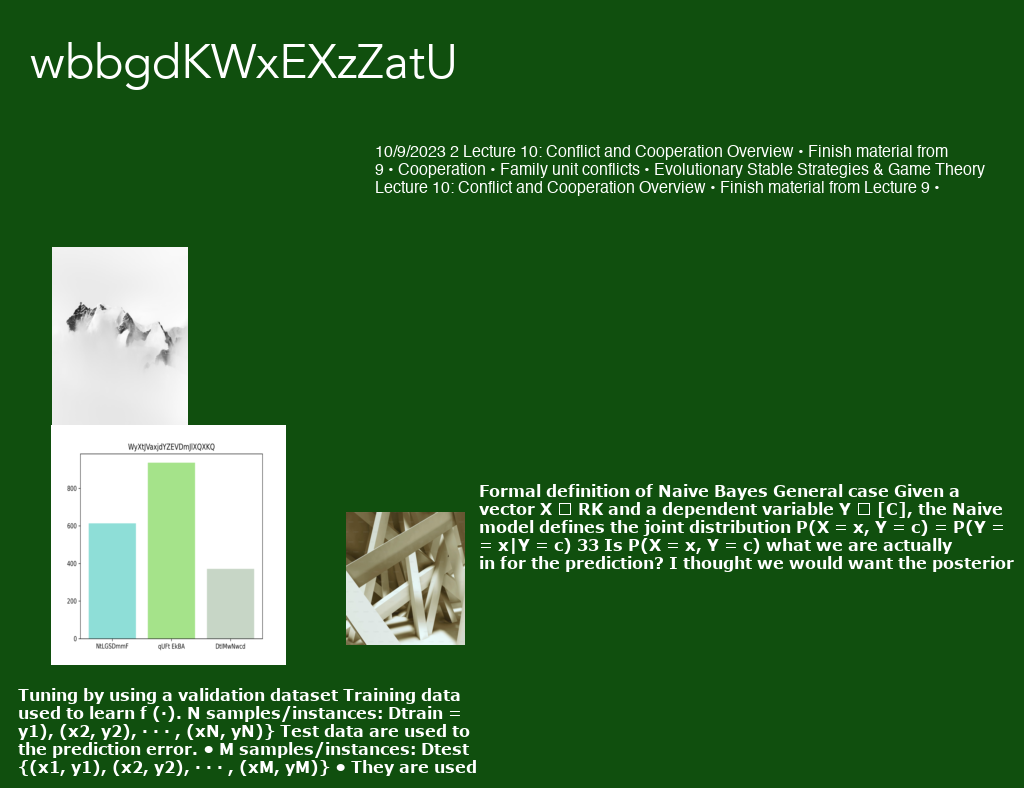 wbbgdKWxEXzZatU
10/9/2023 2 Lecture 10: Conflict and Cooperation Overview • Finish material from
9 • Cooperation • Family unit conflicts • Evolutionary Stable Strategies & Game Theory
Lecture 10: Conflict and Cooperation Overview • Finish material from Lecture 9 •
WyXtJVaxjdYZEVDmJlXQXKQ
800
600
400
200
0
NtLGSDmmF qUFt EkBA DtlMwNwcd
Formal definition of Naive Bayes General case Given a
vector X □ RK and a dependent variable Y □ [C], the Naive
model defines the joint distribution P(X = x, Y = c) = P(Y =
= x|Y = c) 33 Is P(X = x, Y = c) what we are actually
in for the prediction? I thought we would want the posterior
Tuning by using a validation dataset Training data
used to learn f (·). N samples/instances: Dtrain =
y1), (x2, y2), · · · , (xN, yN)} Test data are used to
the prediction error. • M samples/instances: Dtest
{(x1, y1), (x2, y2), · · · , (xM, yM)} • They are used